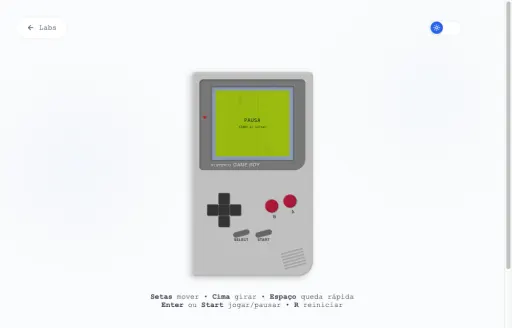 ← Labs
PAUSA
GAME BOY
B
A
SELECT
START
Setas mover • Cima girar • Espaço queda rápida
Enter ou Start jogar/pausar • R reiniciar